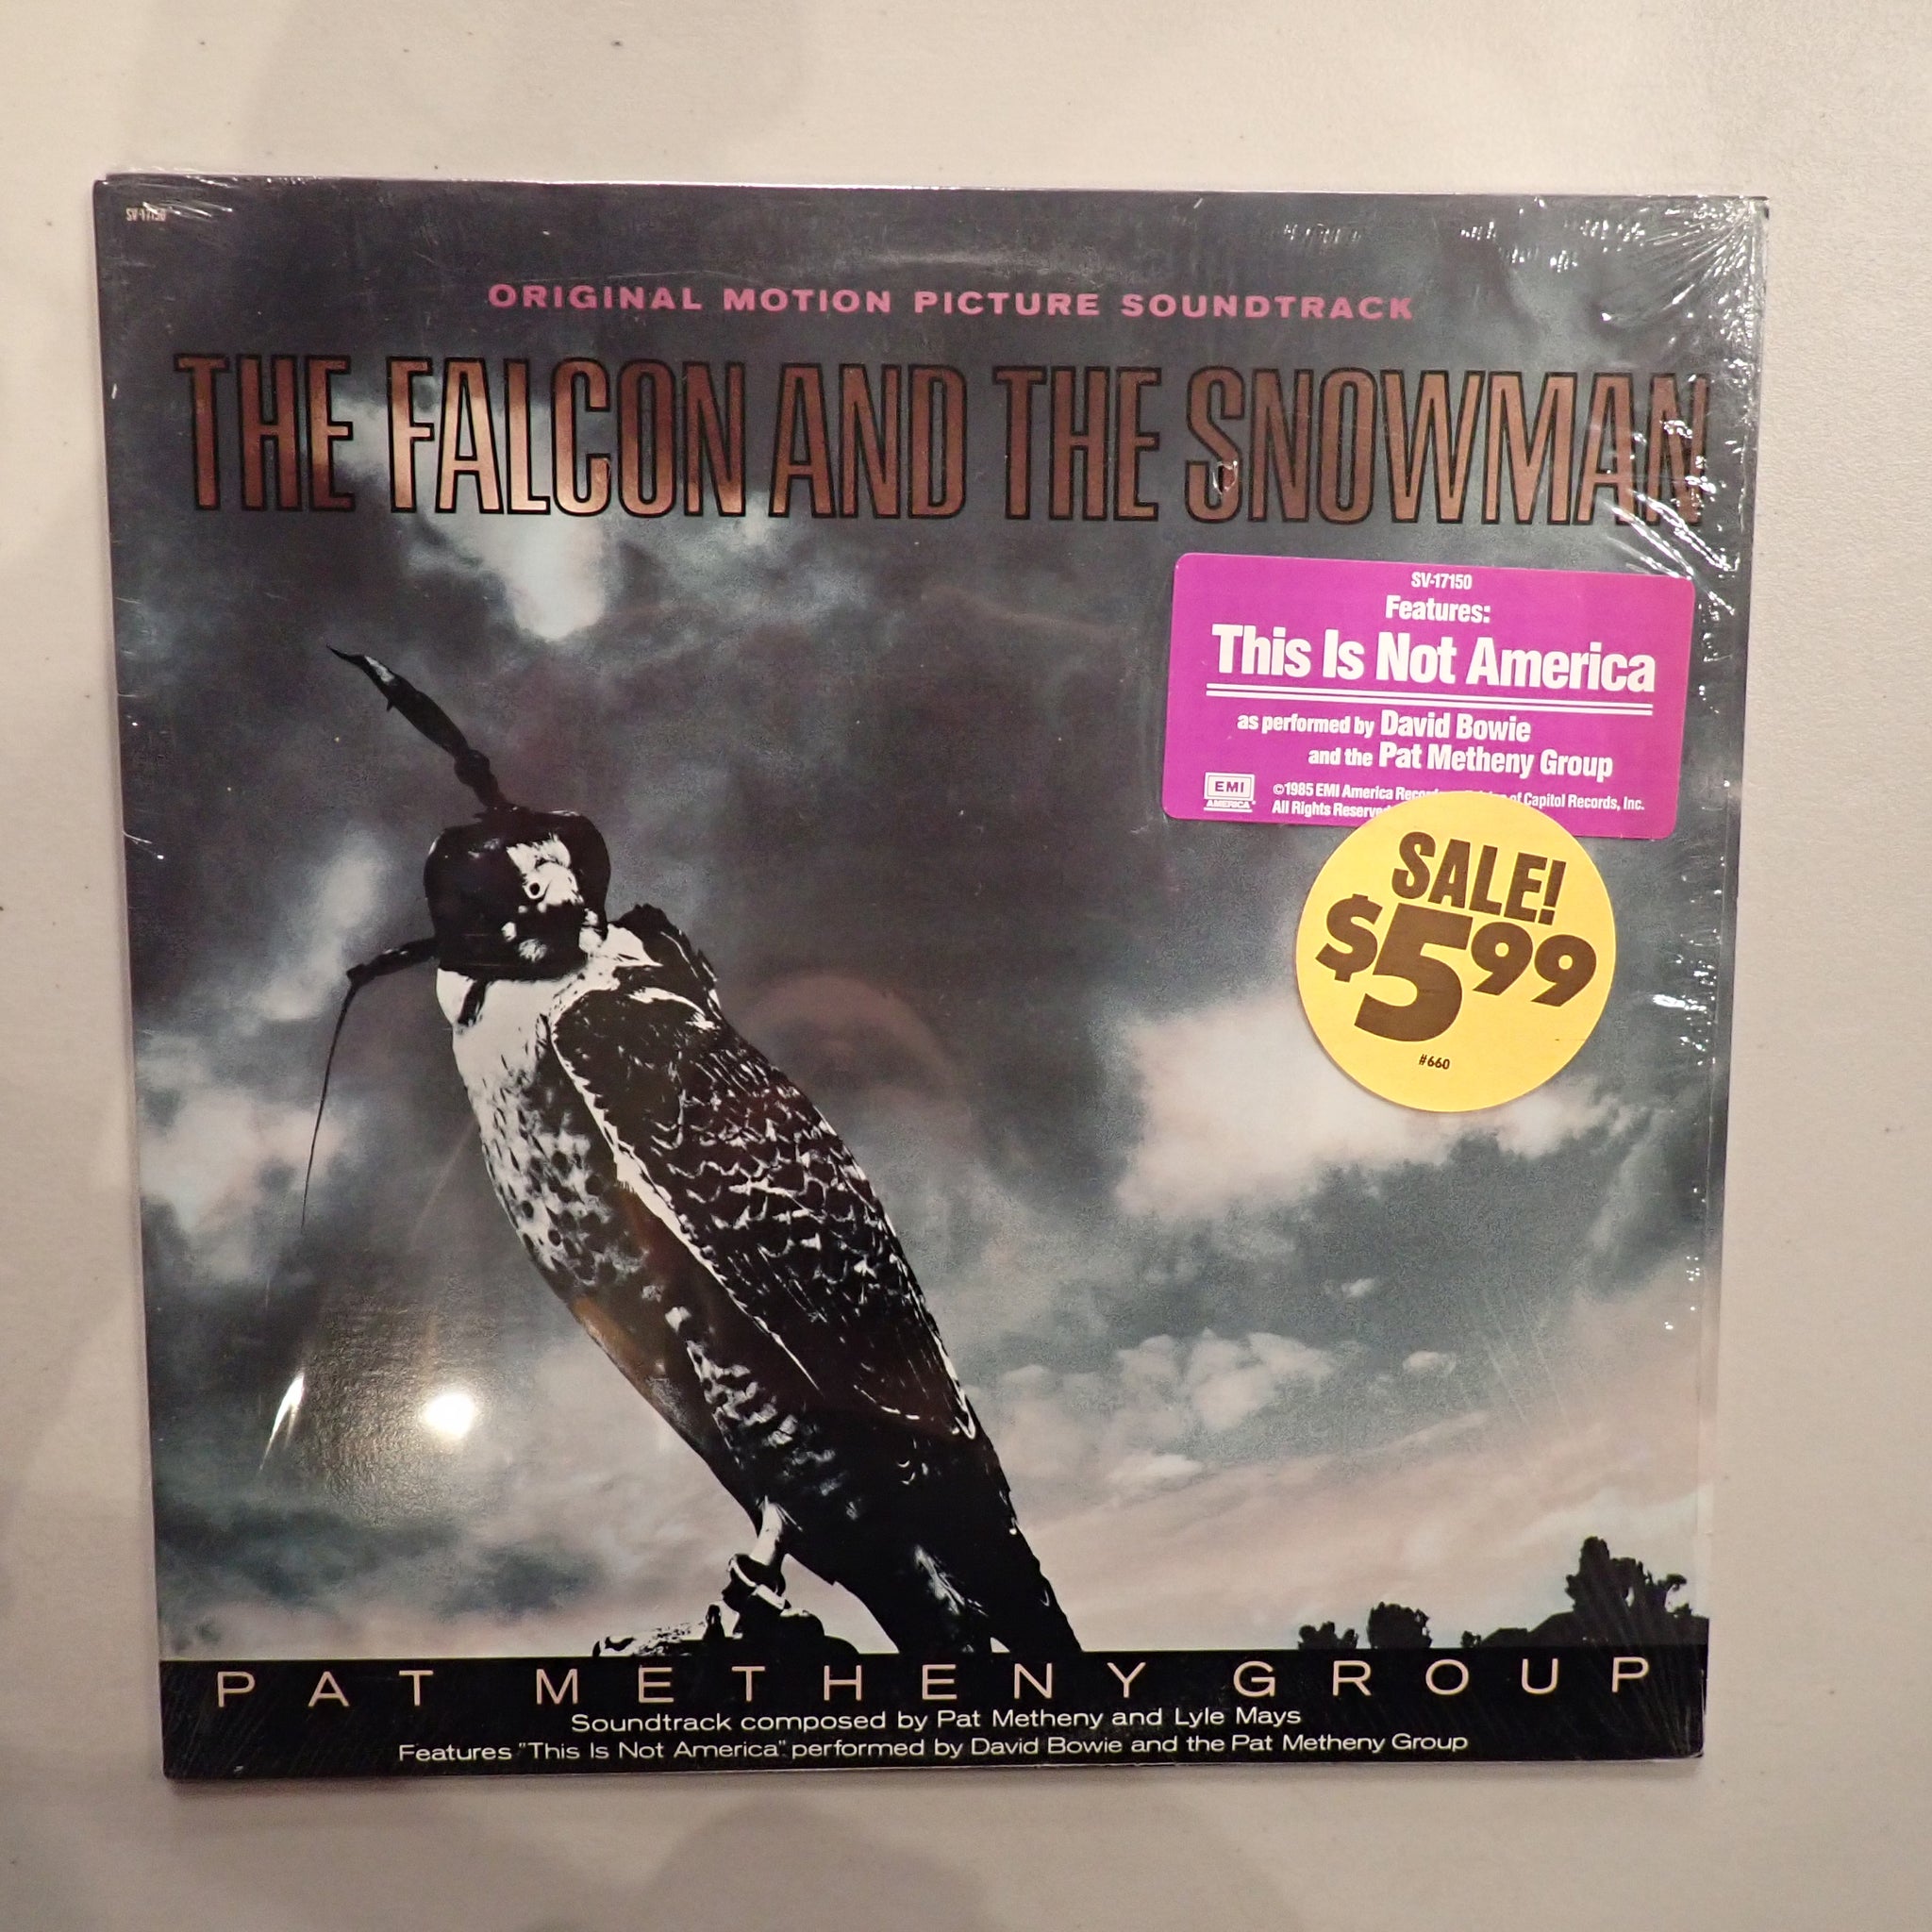 SV-17150
ORIGINAL MOTION PICTURE SOUNDTRACK
THE FALCON AND THE SNOWMAN
SV-17150
Features:
This Is Not America
as performed by David Bowie
and the Pat Metheny Group
EMI
AMERICA
©1985 EMI America of Capitol Records, Inc.
All Rights
SALE!
$5.99
#660
PAT METHENY GROUP
Soundtrack composed by Pat Metheny and Lyle Mays
Features "This Is Not America" performed by David Bowie and the Pat Metheny Group